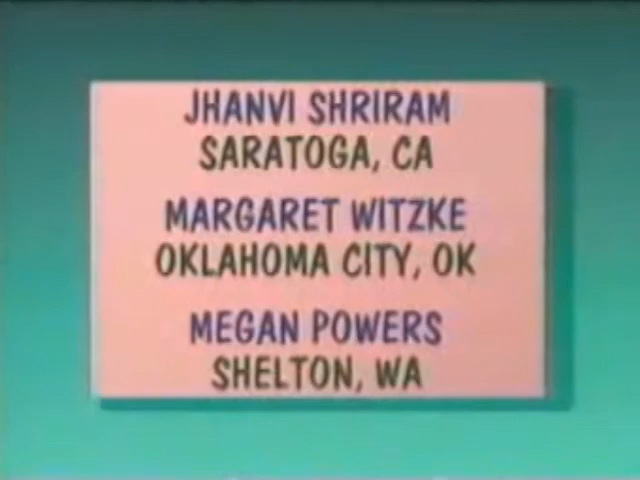 JHANVI SHRIRAM
SARATOGA, CA
MARGARET WITZKE
OKLAHOMA CITY, OK
MEGAN POWERS
SHELTON, WA